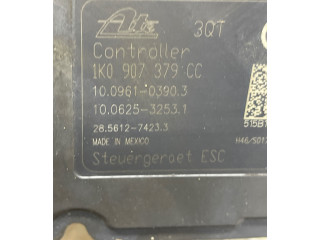 Ate 3QT
Controller
1K0 907 379 CC
10.0961-0390.3
10.0625-3253.1
28.5612-7423.3
MADE IN MEXICO
Steuergeraet ESC